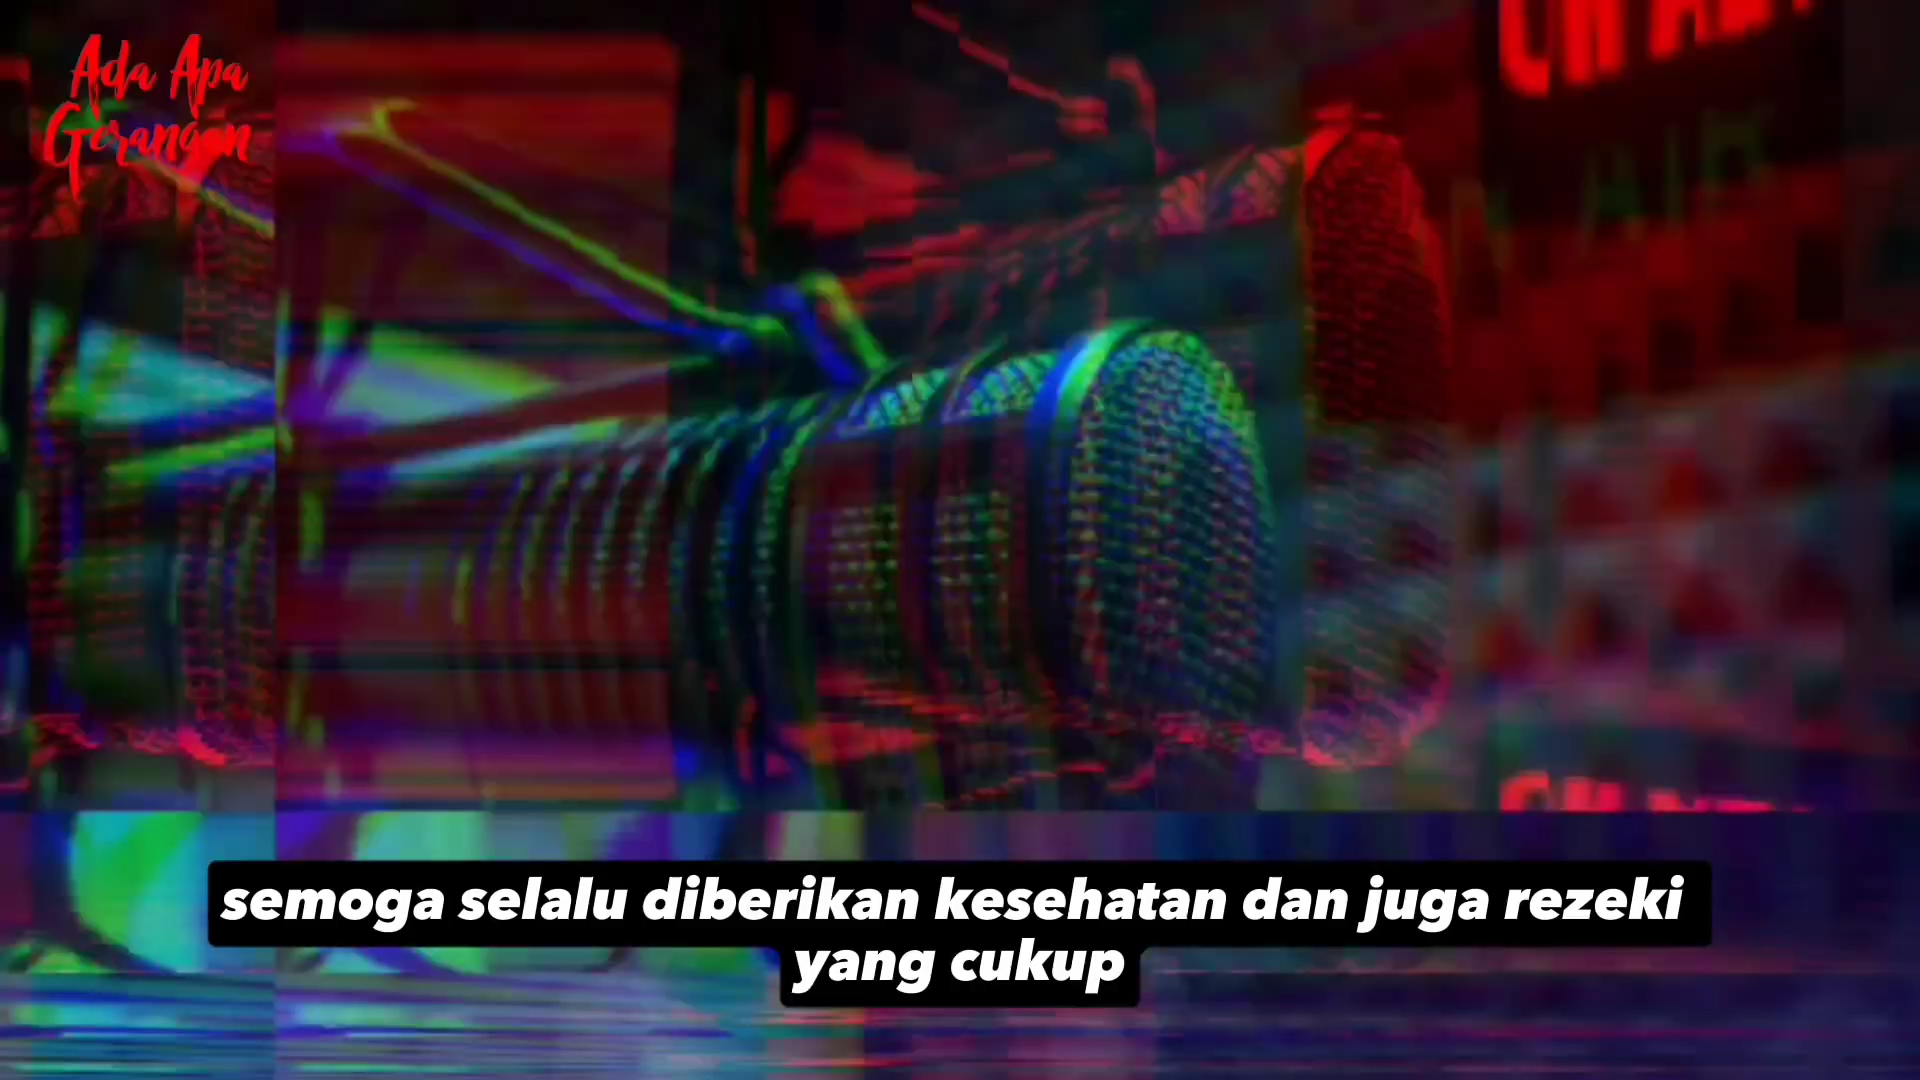 Ada Apa
Gerangan
semoga selalu diberikan kesehatan dan juga rezeki
yang cukup